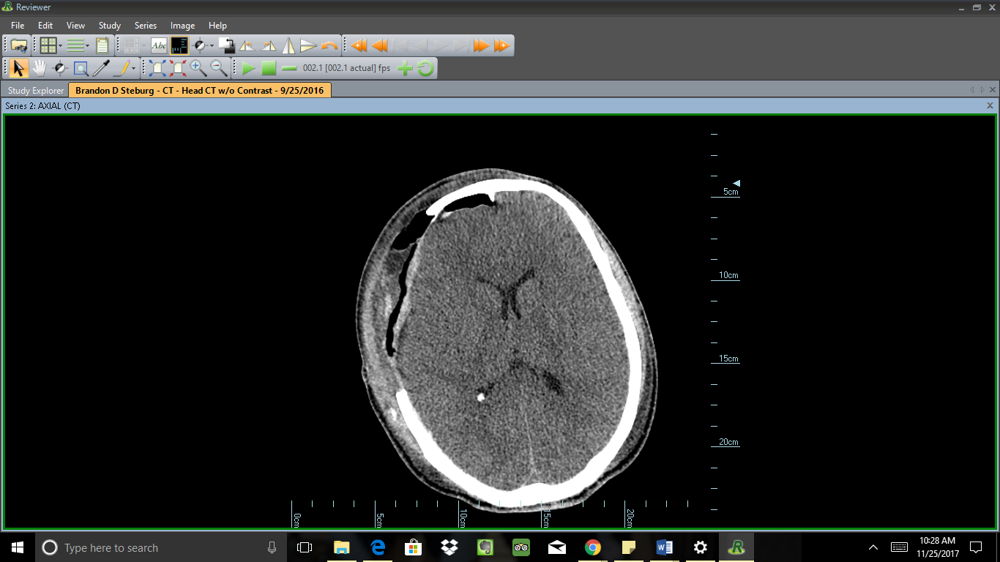 Reviewer
File Edit View Study Series Image Help
Abc
002.1 [002.1 actual] fps
Study Explorer Brandon D Steburg - CT - Head CT w/o Contrast - 9/25/2016
Series 2: AXIAL (CT)
5cm
10cm
15cm
20cm
0cm 5cm 10cm 15cm 20cm
Type here to search
10:28 AM
11/25/2017